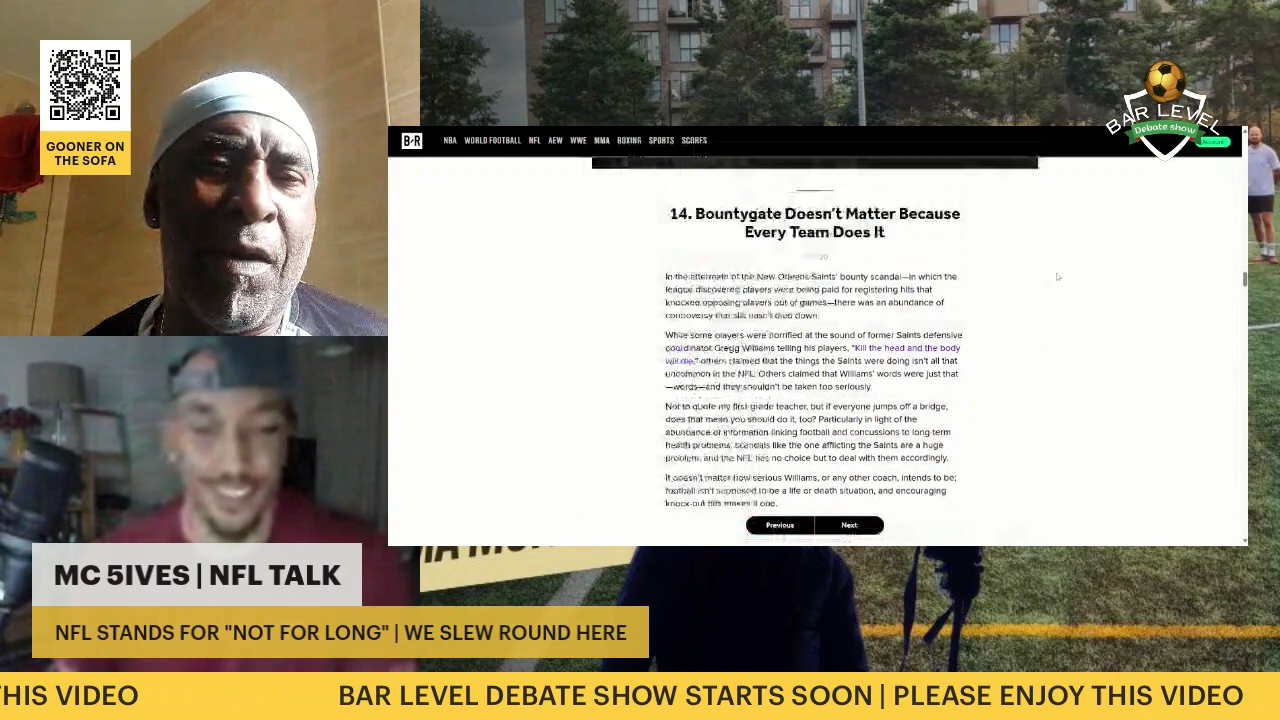 GOONER ON
THE SOFA
BAR LEVEL
Debate show
B/R
NBA WORLD FOOTBALL NFL AEW WWE MMA BOXING SPORTS SCORES
Account
14. Bountygate Doesn't Matter Because
Every Team Does It
20
In the aftermath of the New Orleans Saints' bounty scandal—in which the
league discovered players were being paid for registering hits that
knocked opposing players out of games—there was an abundance of
controversy that still hasn't died down.
While some players were horrified at the sound of former Saints defensive
coordinator Gregg Williams telling his players, "Kill the head and the body
will die," others claimed that the things the Saints were doing isn't all that
uncommon in the NFL. Others claimed that Williams' words were just that
—words—and they shouldn't be taken too seriously.
Not to quote my first-grade teacher, but if everyone jumps off a bridge,
does that mean you should do it, too? Particularly in light of the
abundance of information linking football and concussions to long-term
health problems, scandals like the one afflicting the Saints are a huge
problem, and the NFL has no choice but to deal with them accordingly.
It doesn't matter how serious Williams, or any other coach, intends to be;
football isn't supposed to be a life or death situation, and encouraging
knock-out hits makes it one.
Previous Next
MC 5IVES | NFL TALK
NFL STANDS FOR "NOT FOR LONG" | WE SLEW ROUND HERE
THIS VIDEO BAR LEVEL DEBATE SHOW STARTS SOON | PLEASE ENJOY THIS VIDEO